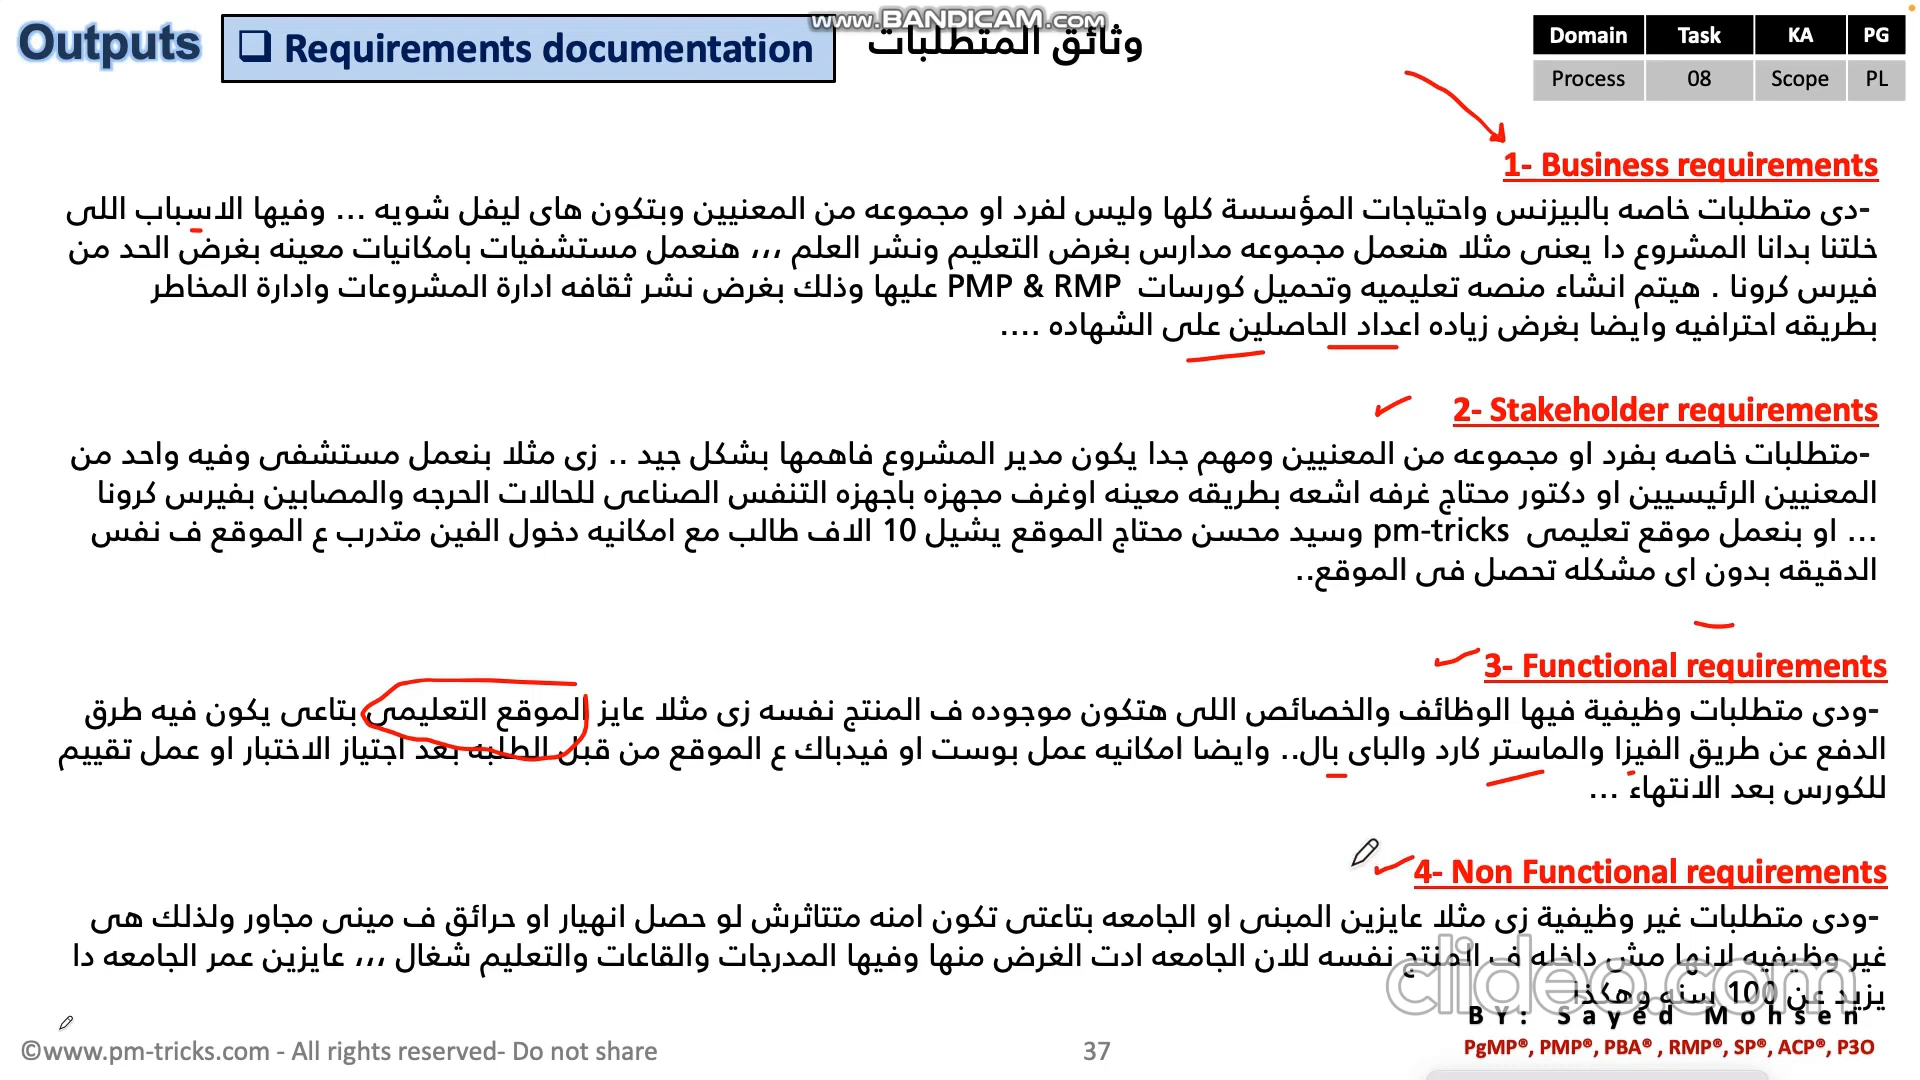 www.BANDICAM.com
Outputs
❑ Requirements documentation
وثائق المتطلبات
Domain Task KA PG
Process 08 Scope PL
1- Business requirements
-دى متطلبات خاصه بالبيزنس واحتياجات المؤسسة كلها وليس لفرد او مجموعه من المعنيين وبتكون هاى ليفل شويه ... وفيها الاسباب اللى
خلتنا بدانا المشروع دا يعنى مثلا هنعمل مجموعه مدارس بغرض التعليم ونشر العلم ،،، هنعمل مستشفيات بامكانيات معينه بغرض الحد من
فيرس كرونا . هيتم انشاء منصه تعليميه وتحميل كورسات PMP & RMP عليها وذلك بغرض نشر ثقافه ادارة المشروعات وادارة المخاطر
بطريقه احترافيه وايضا بغرض زياده اعداد الحاصلين على الشهاده ....
2- Stakeholder requirements
-متطلبات خاصه بفرد او مجموعه من المعنيين ومهم جدا يكون مدير المشروع فاهمها بشكل جيد .. زى مثلا بنعمل مستشفى وفيه واحد من
المعنيين الرئيسيين او دكتور محتاج غرفه اشعه بطريقه معينه اوغرف مجهزه باجهزه التنفس الصناعى للحالات الحرجه والمصابين بفيرس كرونا
... او بنعمل موقع تعليمى pm-tricks وسيد محسن محتاج الموقع يشيل 10 الاف طالب مع امكانيه دخول الفين متدرب ع الموقع ف نفس
الدقيقه بدون اى مشكله تحصل فى الموقع..
3- Functional requirements
-ودى متطلبات وظيفية فيها الوظائف والخصائص اللى هتكون موجوده ف المنتج نفسه زى مثلا عايز الموقع التعليمى بتاعى يكون فيه طرق
الدفع عن طريق الفيزا والماستر كارد والباى بال.. وايضا امكانيه عمل بوست او فيدباك ع الموقع من قبل الطلبه بعد اجتياز الاختبار او عمل تقييم
للكورس بعد الانتهاء ...
4- Non Functional requirements
-ودى متطلبات غير وظيفية زى مثلا عايزين المبنى او الجامعه بتاعتى تكون امنه متتاثرش لو حصل انهيار او حرائق ف مبنى مجاور ولذلك هى
غير وظيفيه لانها مش داخله ف المنتج نفسه للان الجامعه ادت الغرض منها وفيها المدرجات والقاعات والتعليم شغال ،،، عايزين عمر الجامعه دا
يزيد عن 100 سنه وهكذا
clideo.com
BY: Sayed Mohsen
©www.pm-tricks.com - All rights reserved- Do not share
37
PgMP®, PMP®, PBA® , RMP®, SP®, ACP®, P3O